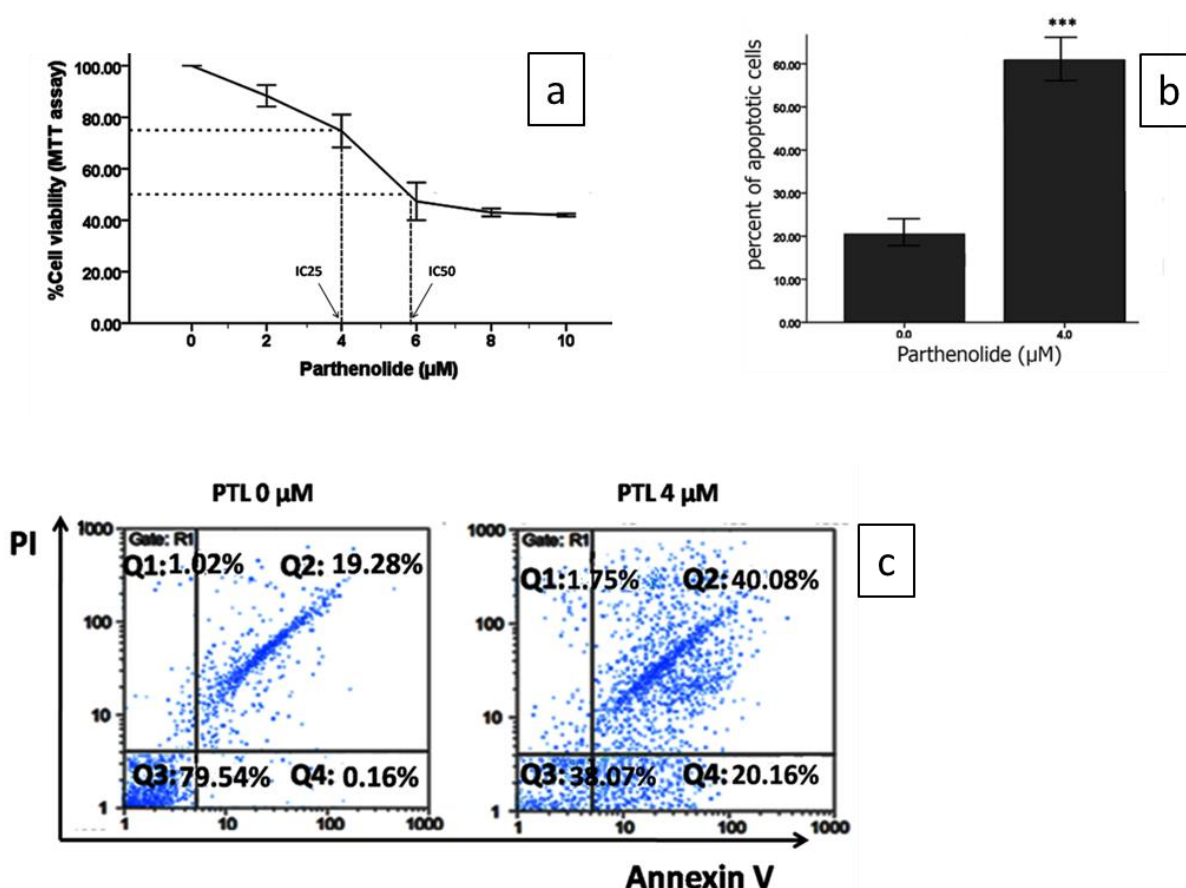 a
%Cell viability (MTT assay)
100.00
80.00
60.00
40.00
20.00
0.00
IC25
IC50
0 2 4 6 8 10
Parthenolide (µM)
b
***
percent of apoptotic cells
60.00
50.00
40.00
30.00
20.00
10.00
0.00
0.0 4.0
Parthenolide (µM)
c
PI
PTL 0 µM
1000
100
10
1
Gate: R1
Q1:1.02% Q2: 19.28%
Q3:79.54% Q4: 0.16%
1 10 100 1000
PTL 4 µM
1000
100
10
1
Gate: R1
Q1:1.75% Q2: 40.08%
Q3:38.07% Q4: 20.16%
1 10 100 1000
Annexin V